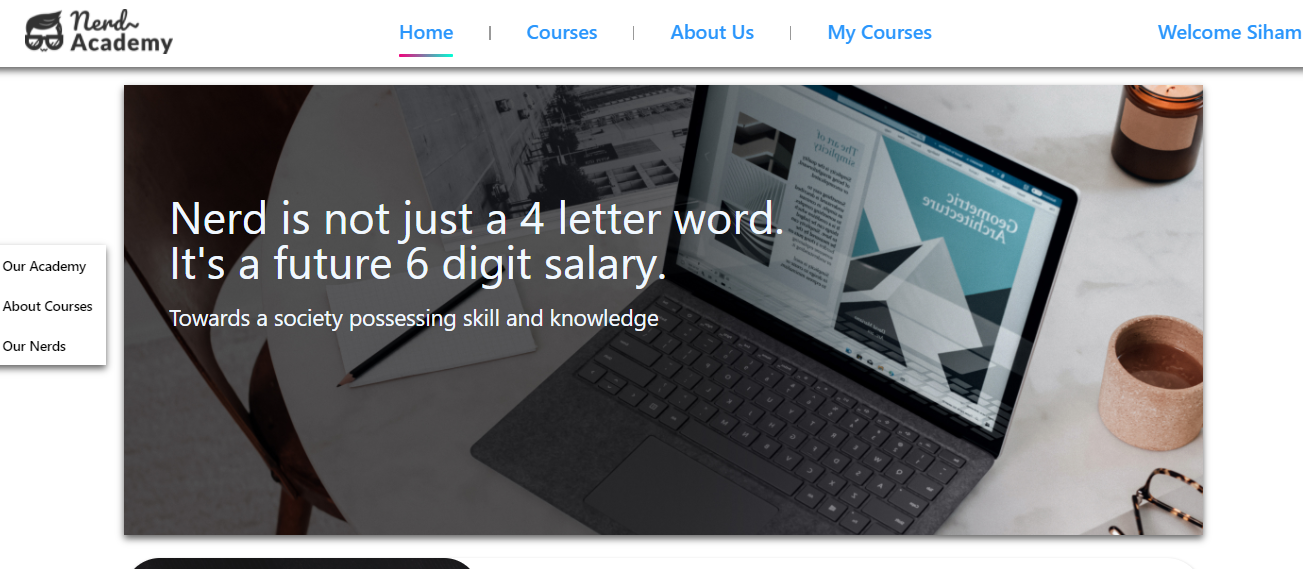 Nerd
Academy
Home | Courses | About Us | My Courses
Welcome Siham
Nerd is not just a 4 letter word.
It's a future 6 digit salary.
Towards a society possessing skill and knowledge
Our Academy
About Courses
Our Nerds
The art of
simplicity
Geometric
Architecture